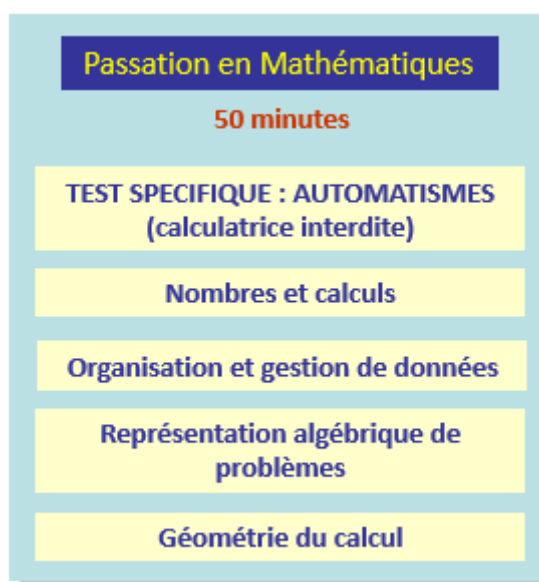 Passation en Mathématiques
50 minutes
TEST SPECIFIQUE : AUTOMATISMES
(calculatrice interdite)
Nombres et calculs
Organisation et gestion de données
Représentation algébrique de
problèmes
Géométrie du calcul